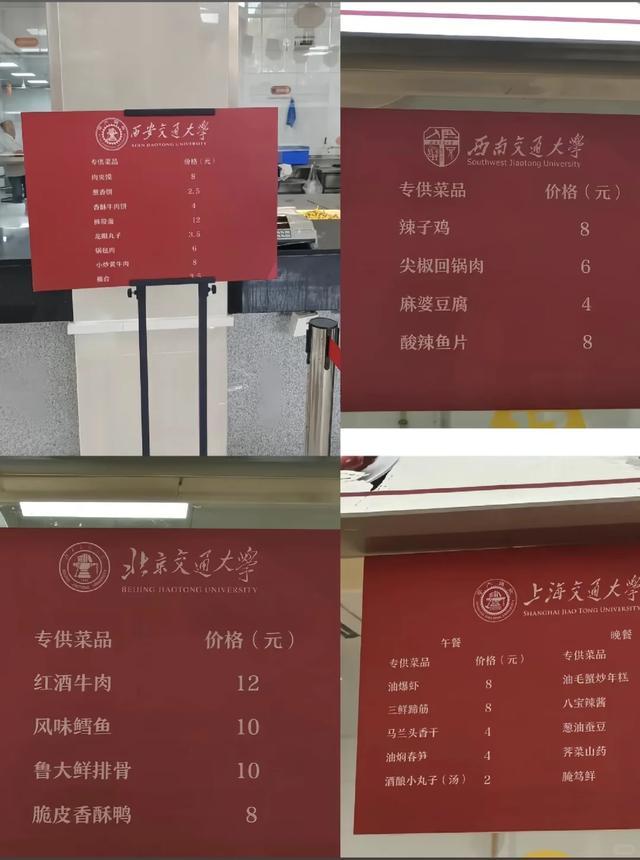 西安交通大学
XI'AN JIAOTONG UNIVERSITY
专供菜品 价格（元）
肉夹馍 8
葱香饼 2.5
香酥牛肉饼 4
12
龙眼丸子 3.5
锅包肉 6
小炒黄牛肉 8
3.5
西南交通大学
Southwest Jiaotong University
专供菜品 价格（元）
辣子鸡 8
尖椒回锅肉 6
麻婆豆腐 4
酸辣鱼片 8
北京交通大学
BEIJING JIAOTONG UNIVERSITY
专供菜品 价格（元）
红酒牛肉 12
风味鳕鱼 10
鲁大鲜排骨 10
脆皮香酥鸭 8
上海交通大学
SHANGHAI JIAO TONG UNIVERSITY
午餐 晚餐
专供菜品 价格（元） 专供菜品
油爆虾 8 油毛蟹炒年糕
三鲜蹄筋 8 八宝辣酱
马兰头香干 4 葱油蚕豆
油焖春笋 4 荠菜山药
酒酿小丸子（汤） 2 腌笃鲜